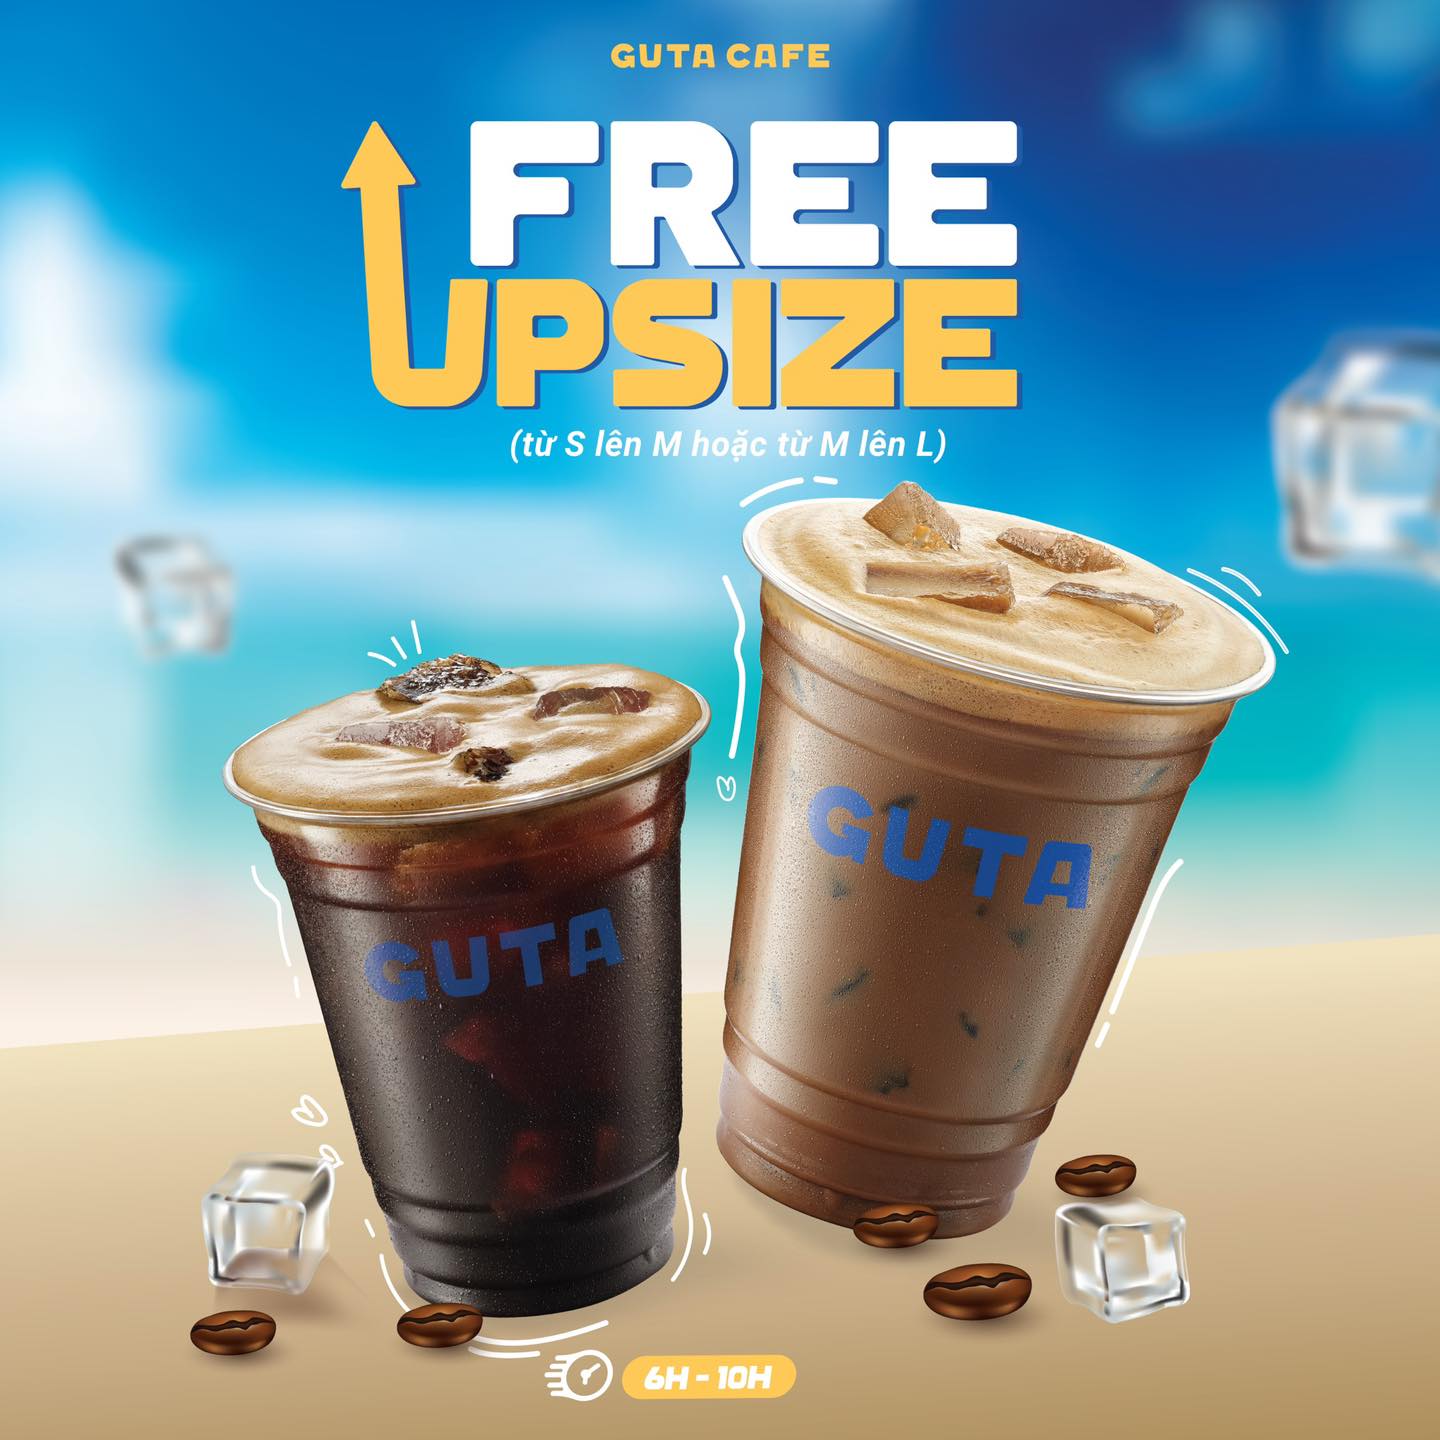 GUTA CAFE
FREE
UPSIZE
(từ S lên M hoặc từ M lên L)
GUTA
GUTA
6H - 10H